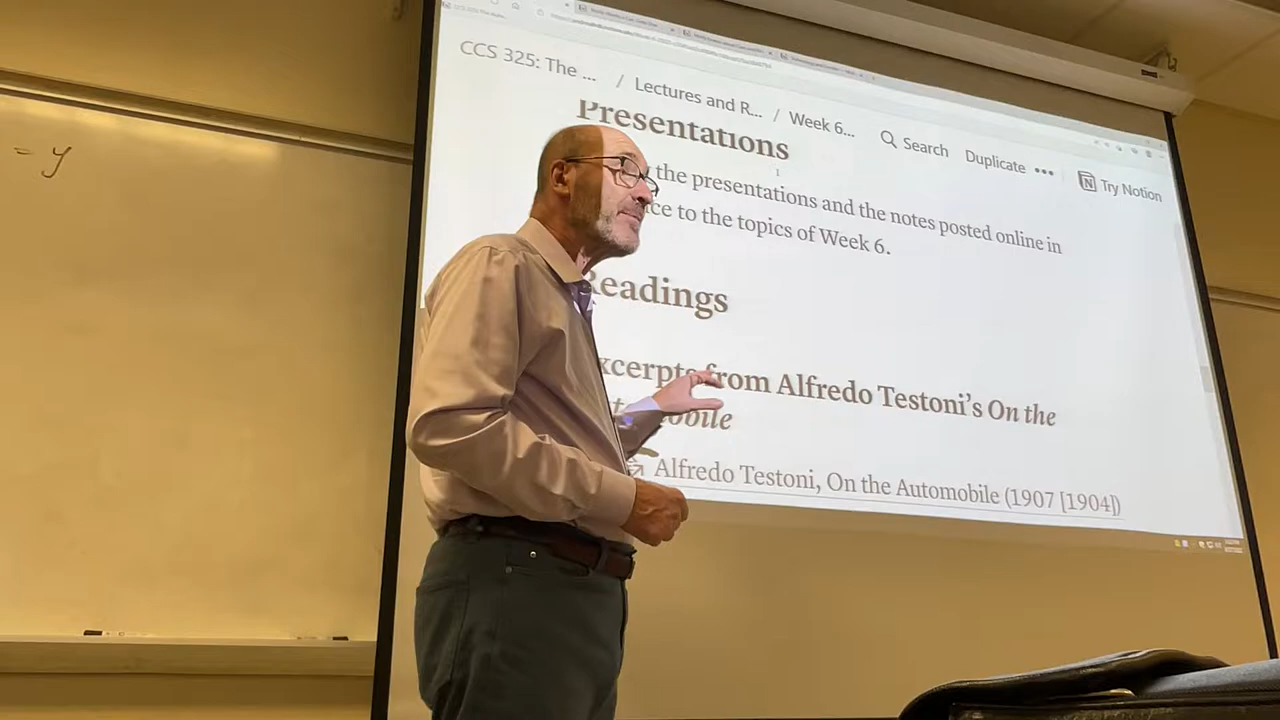 = y
CCS 325: The ... / Lectures and R... / Week 6... Search Duplicate ••• Try Notion
Presentations
the presentations and the notes posted online in
to the topics of Week 6.
Readings
xcerpts from Alfredo Testoni's On the
mobile
Alfredo Testoni, On the Automobile (1907 [1904])